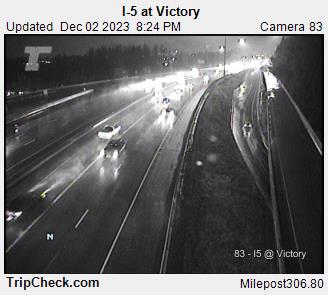 I-5 at Victory
Updated Dec 02 2023 8:24 PM Camera 83
T
N
83 - I5 @ Victory
TripCheck.com Milepost306.80